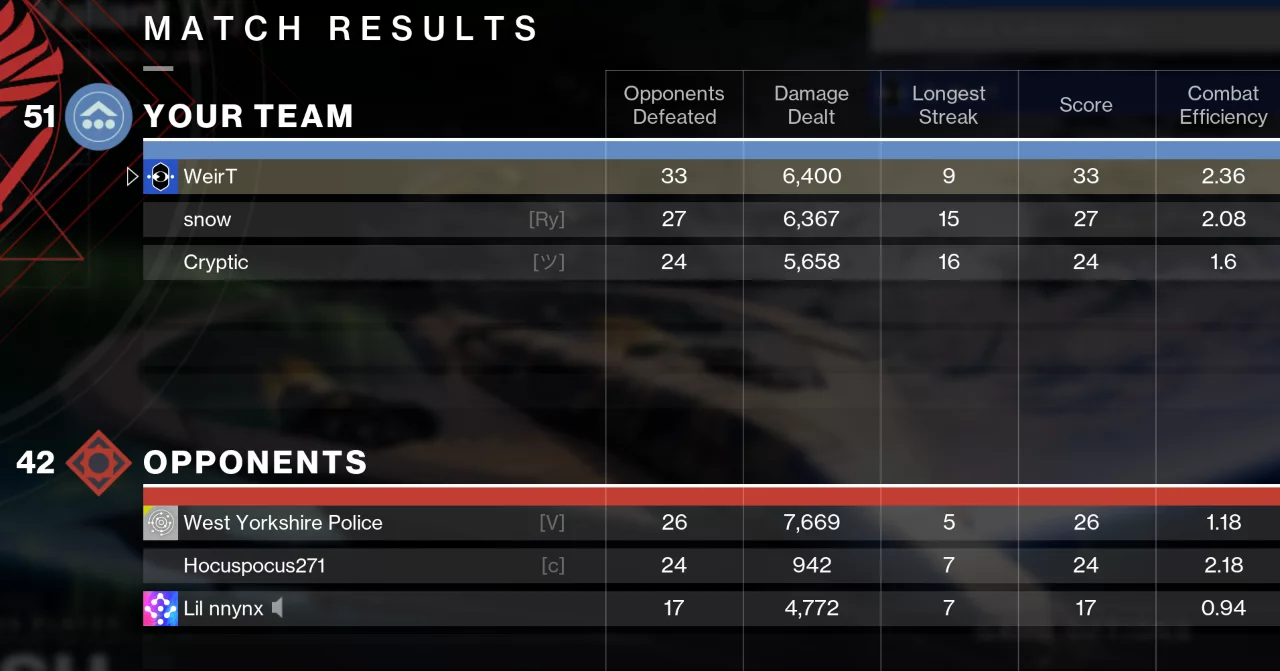 MATCH RESULTS
Opponents Defeated Damage Dealt Longest Streak Score Combat Efficiency
51 YOUR TEAM
WeirT 33 6,400 9 33 2.36
snow [Ry] 27 6,367 15 27 2.08
Cryptic [ツ] 24 5,658 16 24 1.6
42 OPPONENTS
West Yorkshire Police [V] 26 7,669 5 26 1.18
Hocuspocus271 [c] 24 942 7 24 2.18
Lil nnynx 17 4,772 7 17 0.94